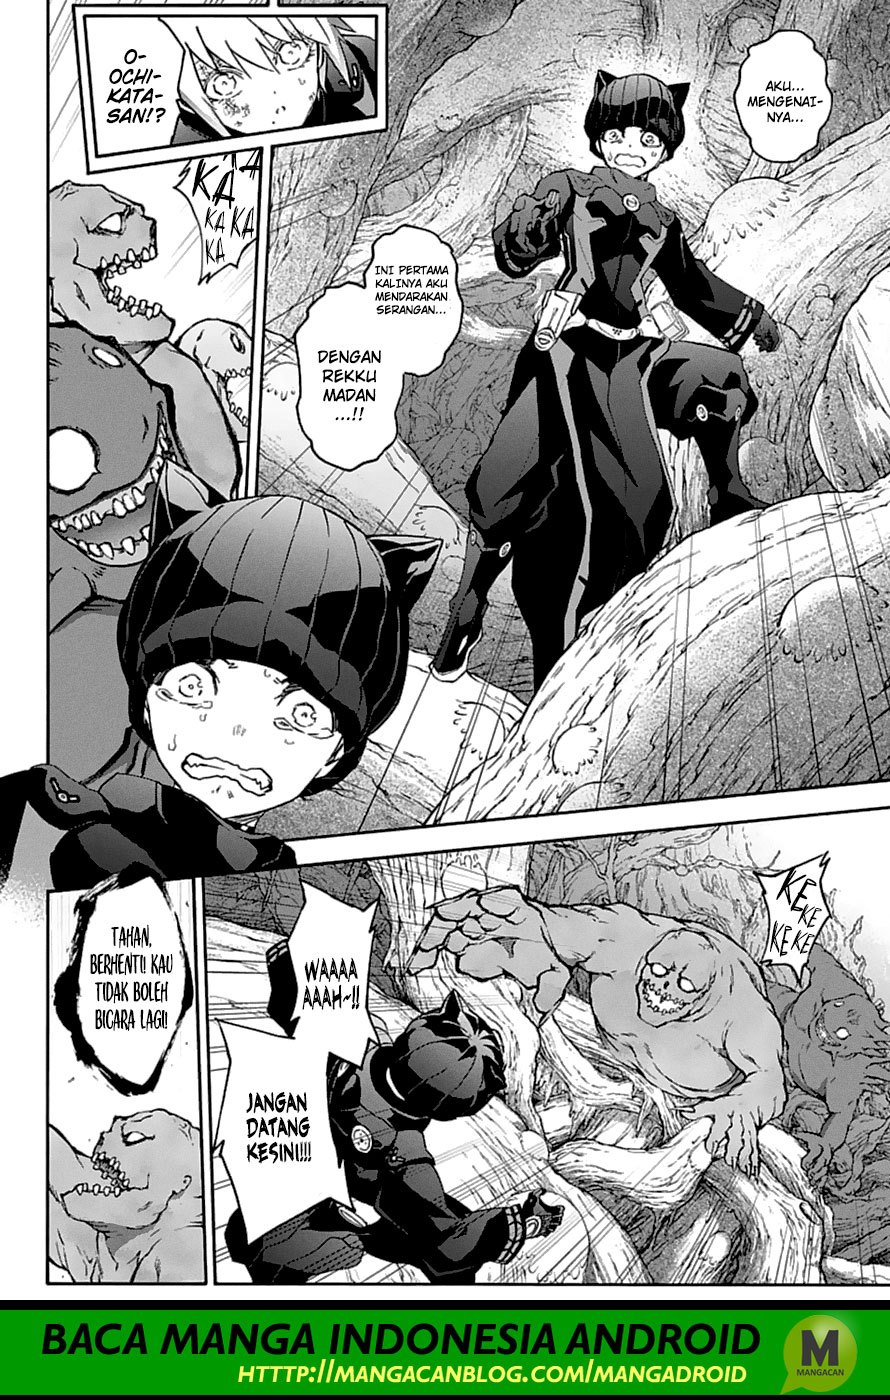 AKU...
MENGENAI-
NYA...
O-
OCHI-
KATA-
SAN!?
INI PERTAMA
KALINYA AKU
MENDARAKAN
SERANGAN...
DENGAN
REKKU
MADAN
...!!
KA
KA
KA KA
KA
KE
KE
KE KE
WAAAA
AAAH~!!
JANGAN
DATANG
KESINI!!!
TAHAN,
BERHENTU KAU
TIDAK BOLEH
BICARA LAGI!
BACA MANGA INDONESIA ANDROID
HTTTP://MANGACANBLOG.COM/MANGADROID
M
MANGACAN